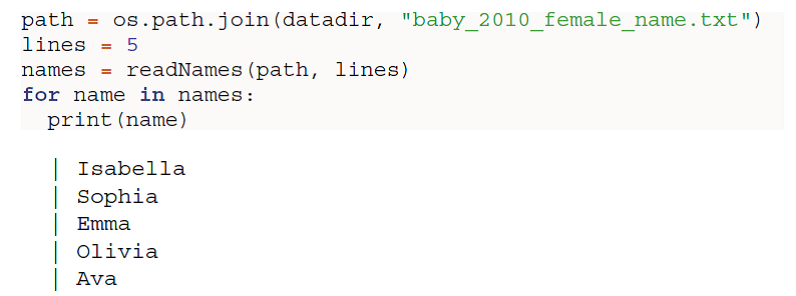 path = os.path.join(datadir, "baby_2010_female_name.txt")
lines = 5
names = readNames(path, lines)
for name in names:
  print(name)
| Isabella
| Sophia
| Emma
| Olivia
| Ava